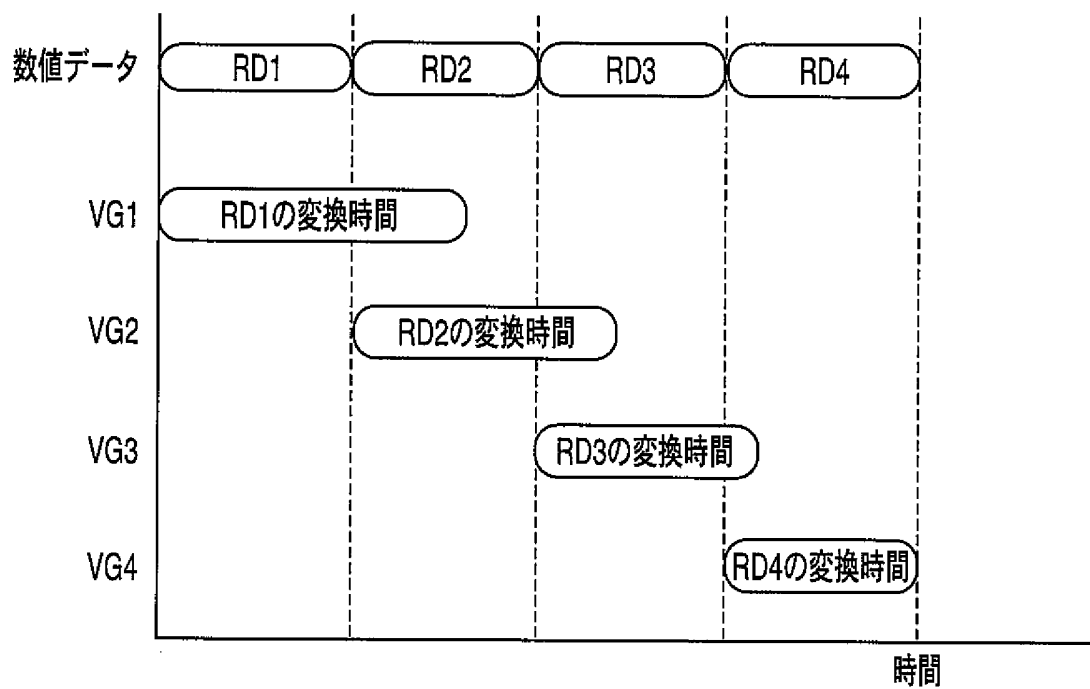 数値データ RD1 RD2 RD3 RD4
VG1 RD1の変換時間
VG2 RD2の変換時間
VG3 RD3の変換時間
VG4 RD4の変換時間
時間